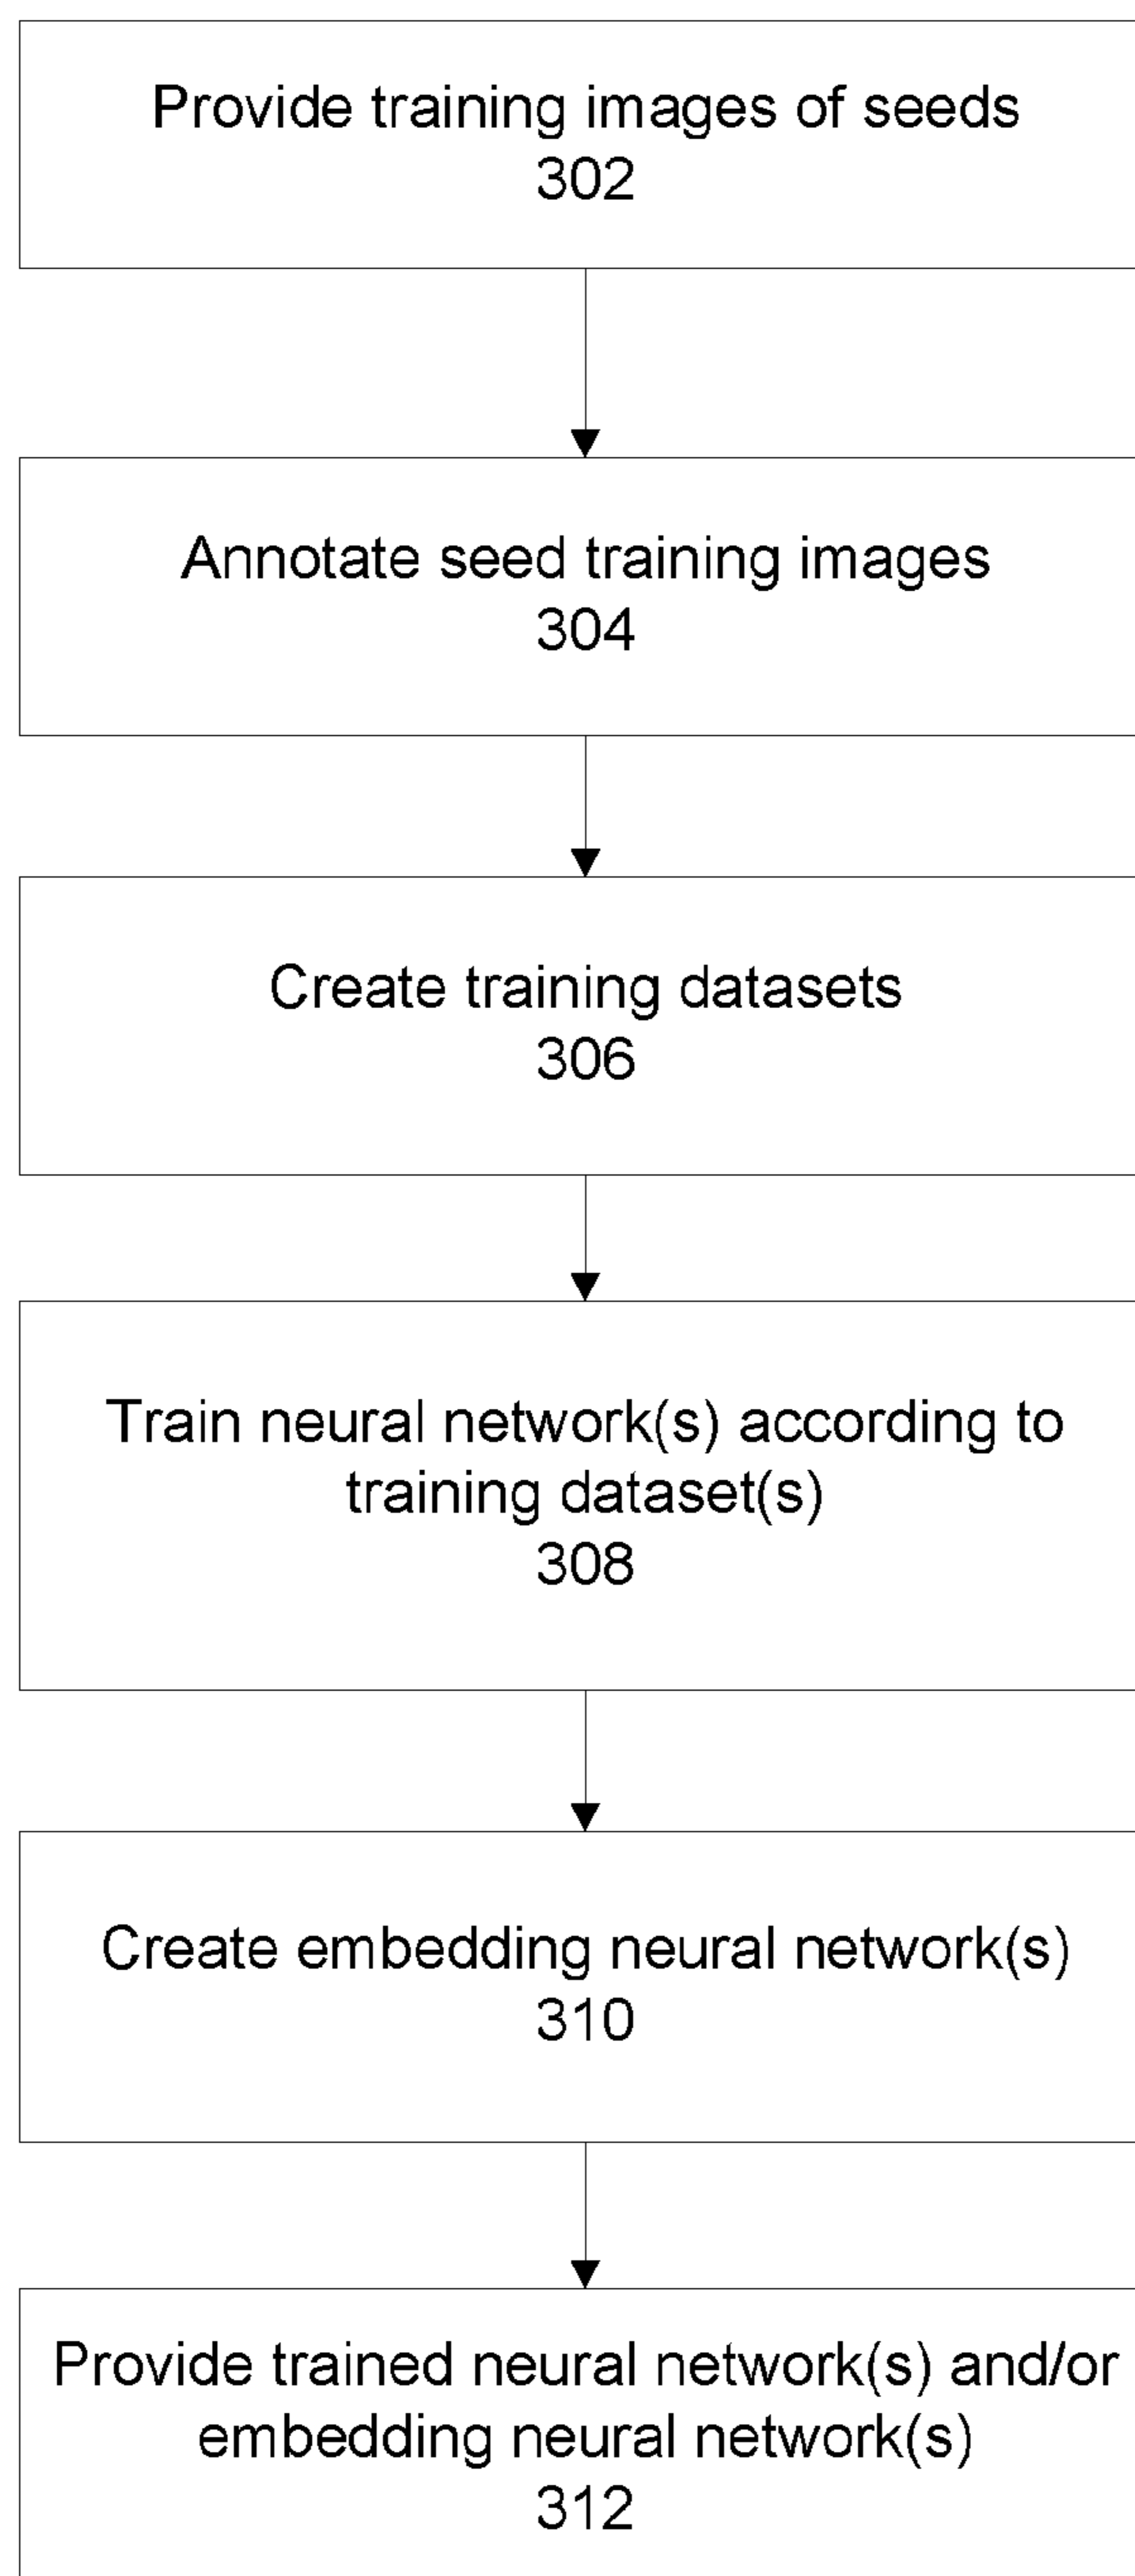 Provide training images of seeds
302
Annotate seed training images
304
Create training datasets
306
Train neural network(s) according to
training dataset(s)
308
Create embedding neural network(s)
310
Provide trained neural network(s) and/or
embedding neural network(s)
312